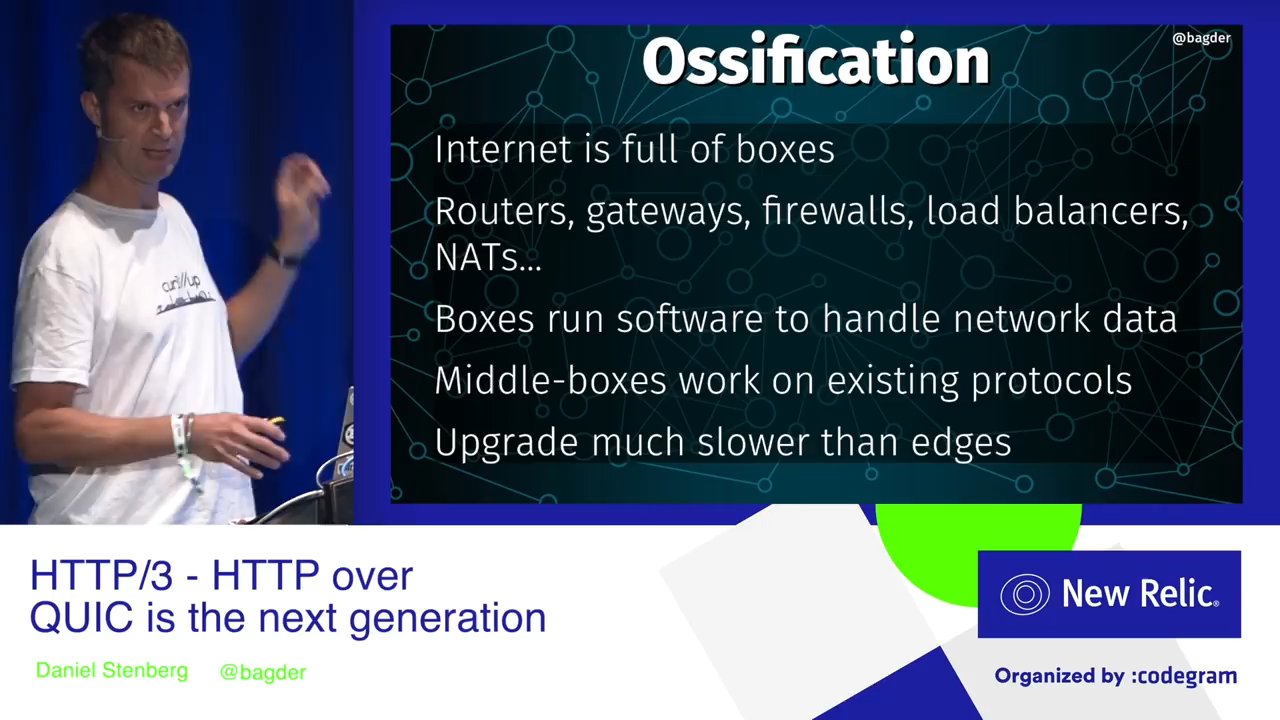 @bagder
Ossification
Internet is full of boxes
Routers, gateways, firewalls, load balancers,
NATs...
Boxes run software to handle network data
Middle-boxes work on existing protocols
Upgrade much slower than edges
HTTP/3 - HTTP over
QUIC is the next generation
Daniel Stenberg @bagder
New Relic.
Organized by :codegram